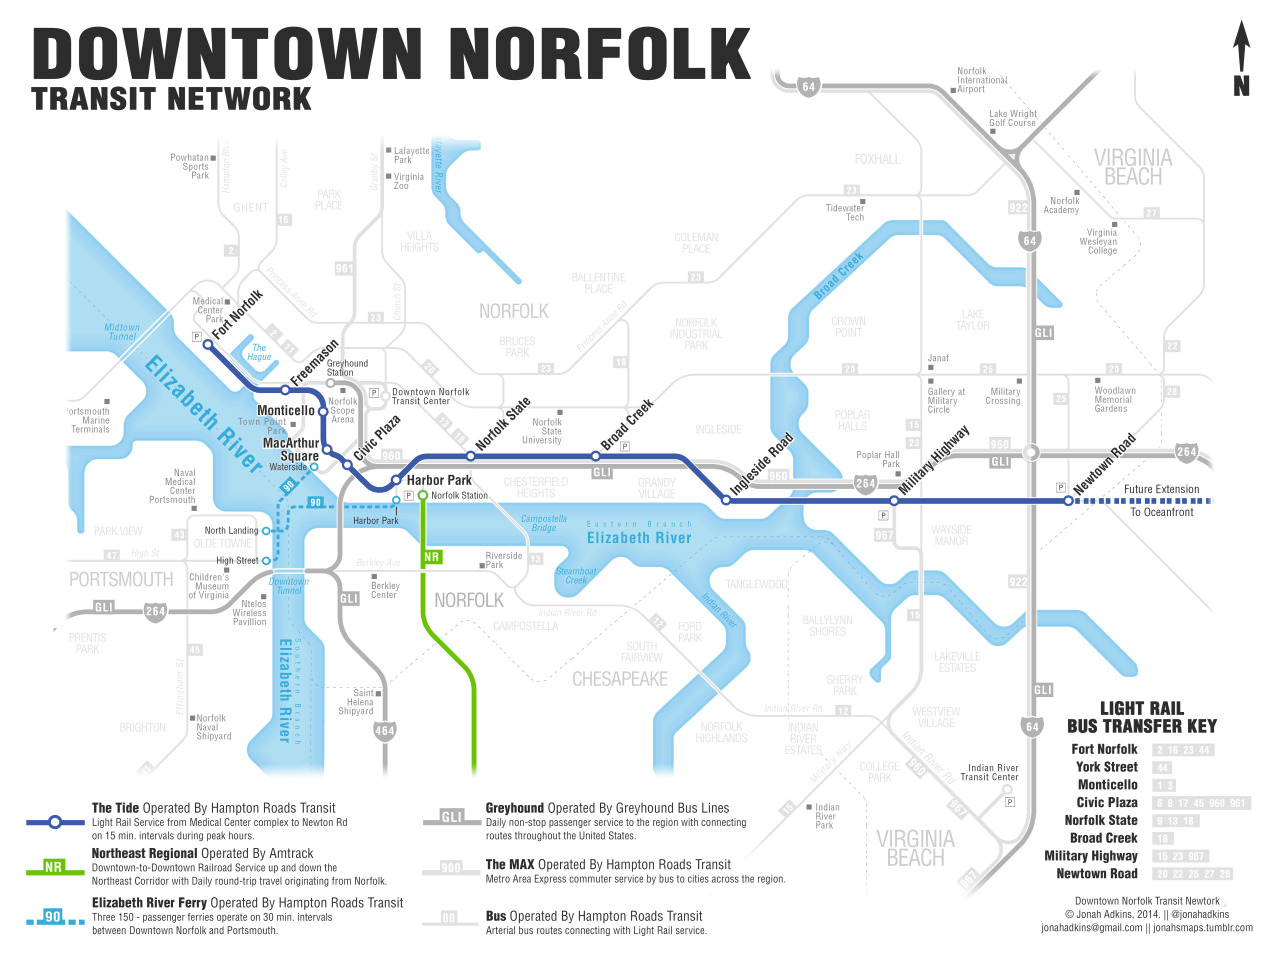 DOWNTOWN NORFOLK
TRANSIT NETWORK
N
64
Norfolk
International
Airport
Lake Wright
Golf Course
VIRGINIA
BEACH
FOXHALL
Powhatan
Sports
Park
Hampton Blv
Colley Ave
Granby St
Lafayette
Park
Virginia
Zoo
PARK
PLACE
GHENT
16
2
VILLA
HEIGHTS
961
Church St
Princess Anne Rd
23
Tidewater
Tech
922
Norfolk
Academy
27
Virginia
Wesleyan
College
64
COLEMAN
PLACE
23
BALLENTINE
PLACE
Broad Creek
Medical
Center
Park
P
Fort Norfolk
Midtown
Tunnel
The
Hague
2
11
23
NORFOLK
BRUCES
PARK
Princess Anne Rd
NORFOLK
INDUSTRIAL
PARK
CROWN
POINT
LAKE
TAYLOR
GLI
22
Freemason
Greyhound
Station
20
23
18
20
Janaf
25
20
Elizabeth River
Monticello
Norfolk
Scope
Arena
P
Downtown Norfolk
Transit Center
Gallery at
Military
Circle
Military
Crossing
25
Woodlawn
Memorial
Gardens
28
ortsmouth
Marine
Terminals
Town Point
Park
MacArthur
Square
Waterside
Civic Plaza
13
11
Norfolk State
Norfolk
State
University
Broad Creek
P
INGLESIDE
POPLAR
HALLS
15
23
960
GLI
960
GLI
264
Ingleside Road
960
264
Poplar Hall
Park
Military Highway
Newtown Road
P
Future Extension
To Oceanfront
Naval
Medical
Center
Portsmouth
90
90
Harbor Park
P
Norfolk Station
Harbor Park
CHESTERFIELD
HEIGHTS
GRANDY
VILLAGE
P
PARK VIEW
43
OLDE TOWNE
North Landing
High Street
47
High St
Campostella
Bridge
Eastern Branch
Elizabeth River
967
WAYSIDE
MANOR
PORTSMOUTH
Children's
Museum
of Virginia
Downtown
Tunnel
Berkley Ave
NR
Riverside
Park
13
Steamboat
Creek
TANGLEWOOD
922
GLI
264
Ntelos
Wireless
Pavillion
GLI
Berkley
Center
NORFOLK
Indian River Rd
CAMPOSTELLA
12
FORD
PARK
Indian River
BALLYLYNN
SHORES
15
PRENTIS
PARK
45
Effingham St
Elizabeth River
Southern Branch
SOUTH
FAIRVIEW
CHESAPEAKE
SHERRY
PARK
LAKEVILLE
ESTATES
GLI
Saint
Helena
Shipyard
464
BRIGHTON
Norfolk
Naval
Shipyard
NORFOLK
HIGHLANDS
Indian River Rd
12
INDIAN
RIVER
ESTATES
WESTVIEW
VILLAGE
64
Military Hwy
COLLEGE
PARK
Indian River Rd
960
967
Indian River
Transit Center
P
15
Indian
River
Park
VIRGINIA
BEACH
967
LIGHT RAIL
BUS TRANSFER KEY
Fort Norfolk 2 16 23 44
York Street 44
Monticello 1 3
Civic Plaza 6 8 17 45 960 961
Norfolk State 9 13 18
Broad Creek 18
Military Highway 15 23 967
Newtown Road 20 22 25 27 28
Downtown Norfolk Transit Newtork
© Jonah Adkins, 2014. || @jonahadkins
jonahadkins@gmail.com || jonahsmaps.tumblr.com
The Tide Operated By Hampton Roads Transit
Light Rail Service from Medical Center complex to Newton Rd
on 15 min. intervals during peak hours.
NR
Northeast Regional Operated By Amtrack
Downtown-to-Downtown Railroad Service up and down the
Northeast Corridor with Daily round-trip travel originating from Norfolk.
90
Elizabeth River Ferry Operated By Hampton Roads Transit
Three 150 - passenger ferries operate on 30 min. intervals
between Downtown Norfolk and Portsmouth.
GLI
Greyhound Operated By Greyhound Bus Lines
Daily non-stop passenger service to the region with connecting
routes throughout the United States.
900
The MAX Operated By Hampton Roads Transit
Metro Area Express commuter service by bus to cities across the region.
00
Bus Operated By Hampton Roads Transit
Arterial bus routes connecting with Light Rail service.